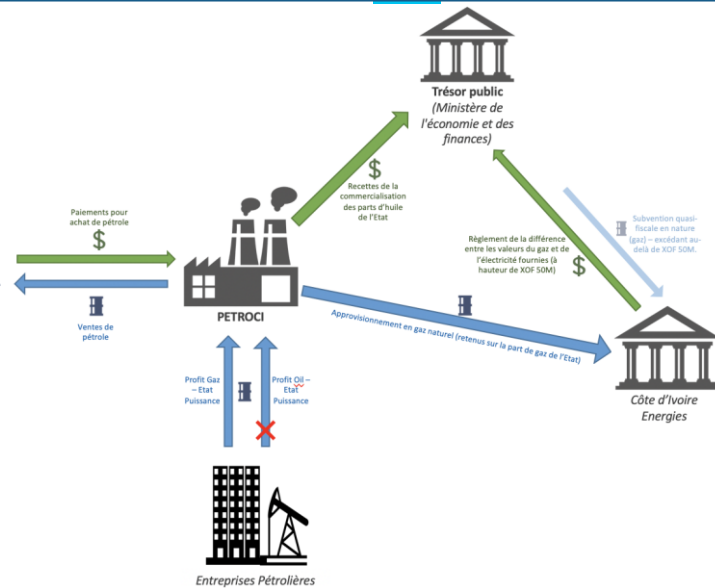 Trésor public
(Ministère de
l'économie et des
finances)
$
Recettes de la
commercialisation
des parts d'huile
de l'Etat
Paiements pour
achat de pétrole
$
Subvention quasi-
fiscale en nature
(gaz) – excédant au-
delà de XOF 50M.
Règlement de la différence
entre les valeurs du gaz et de
l'électricité fournies (à
hauteur de XOF 50M)
$
Ventes de
pétrole
PETROCI
Approvisionnement en gaz naturel (retenus sur la part de gaz de l'Etat)
Profit Gaz
– Etat
Puissance
Profit Oil –
Etat
Puissance
Côte d'Ivoire
Energies
Entreprises Pétrolières